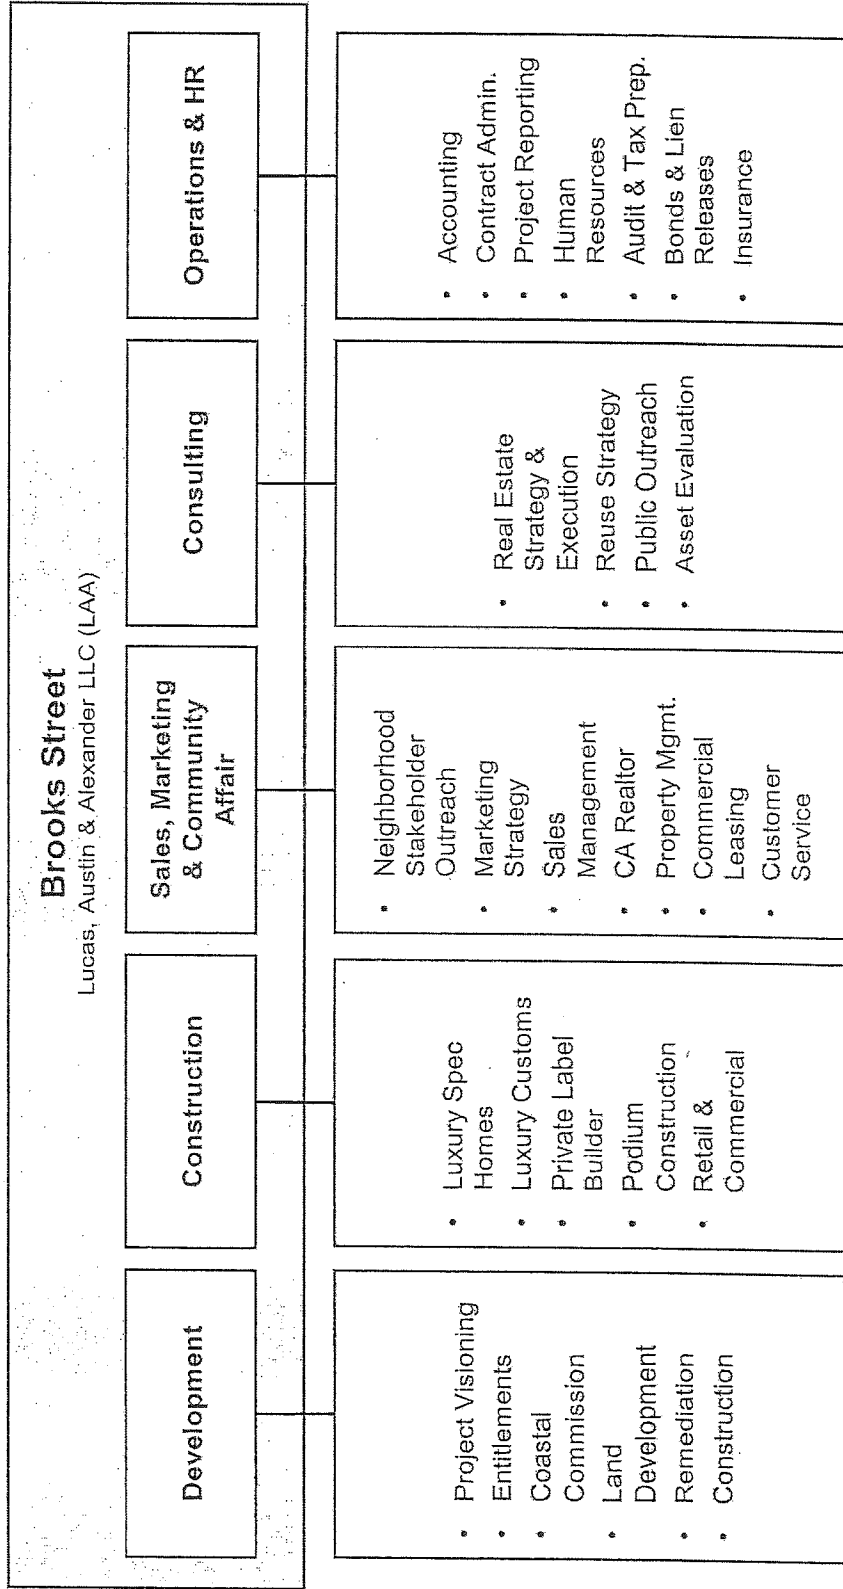 Brooks Street
Lucas, Austin & Alexander LLC (LAA)
Development
Construction
Sales, Marketing
& Community
Affair
Consulting
Operations & HR
• Project Visioning
• Entitlements
• Coastal
Commission
• Land
Development
• Remediation
• Construction
• Luxury Spec
Homes
• Luxury Customs
• Private Label
Builder
• Podium
Construction
• Retail &
Commercial
• Neighborhood
Stakeholder
Outreach
• Marketing
Strategy
• Sales
Management
• CA Realtor
• Property Mgmt.
• Commercial
Leasing
• Customer
Service
• Real Estate
Strategy &
Execution
• Reuse Strategy
• Public Outreach
• Asset Evaluation
• Accounting
• Contract Admin.
• Project Reporting
• Human
Resources
• Audit & Tax Prep.
• Bonds & Lien
Releases
• Insurance